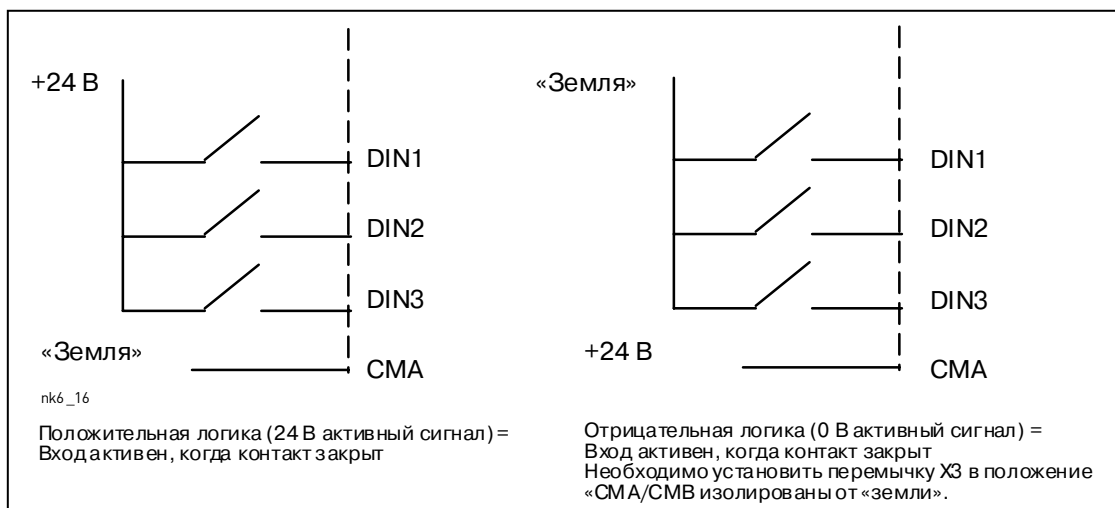 +24 В
DIN1
DIN2
DIN3
«Земля»
CMA
nk6_16
Положительная логика (24 В активный сигнал) =
Вход активен, когда контакт закрыт
«Земля»
DIN1
DIN2
DIN3
+24 В
CMA
Отрицательная логика (0 В активный сигнал) =
Вход активен, когда контакт закрыт
Необходимо установить перемычку X3 в положение
«CMA/CMB изолированы от «земли».